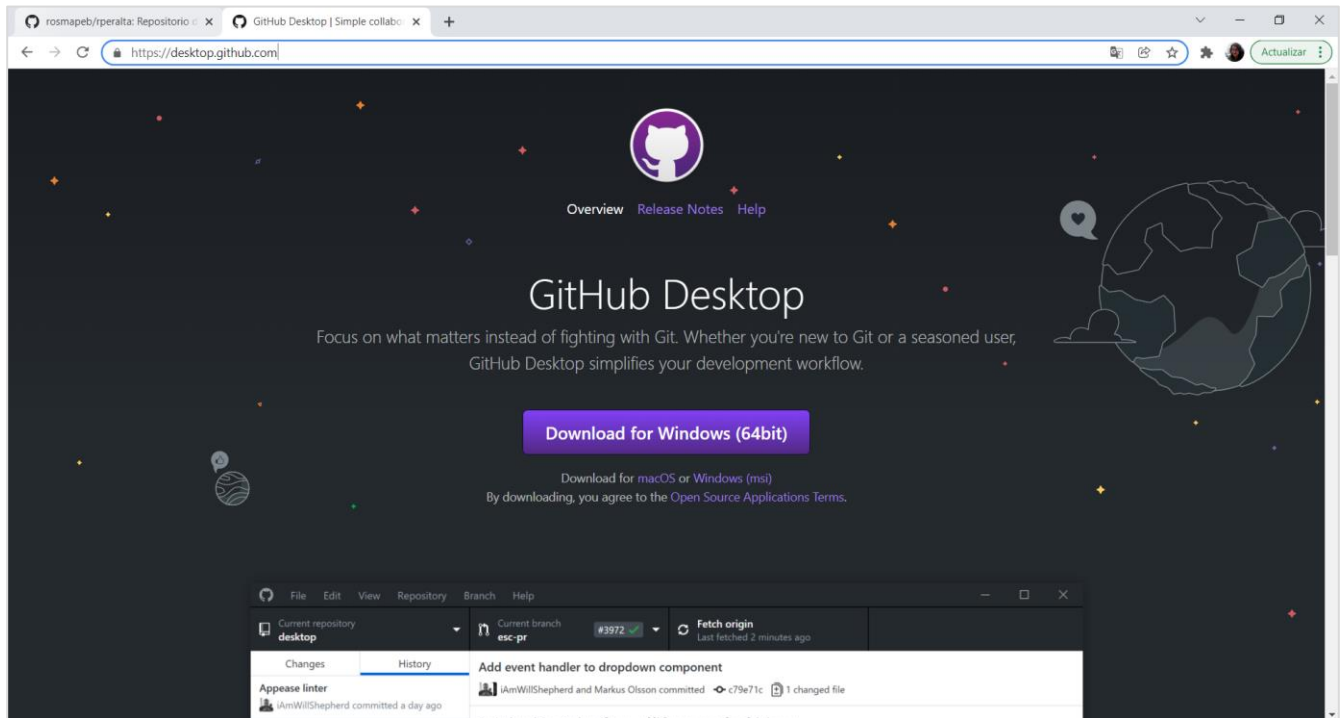 rosmapeb/rperalta: Repositorio d
GitHub Desktop | Simple collabo
https://desktop.github.com
Actualizar
Overview Release Notes Help
GitHub Desktop
Focus on what matters instead of fighting with Git. Whether you're new to Git or a seasoned user,
GitHub Desktop simplifies your development workflow.
Download for Windows (64bit)
Download for macOS or Windows (msi)
By downloading, you agree to the Open Source Applications Terms.
File Edit View Repository Branch Help
Current repository
desktop
Current branch
esc-pr
#3972
Fetch origin
Last fetched 2 minutes ago
Changes History
Add event handler to dropdown component
iAmWillShepherd and Markus Olsson committed c79e71c 1 changed file
Appease linter
iAmWillShepherd committed a day ago